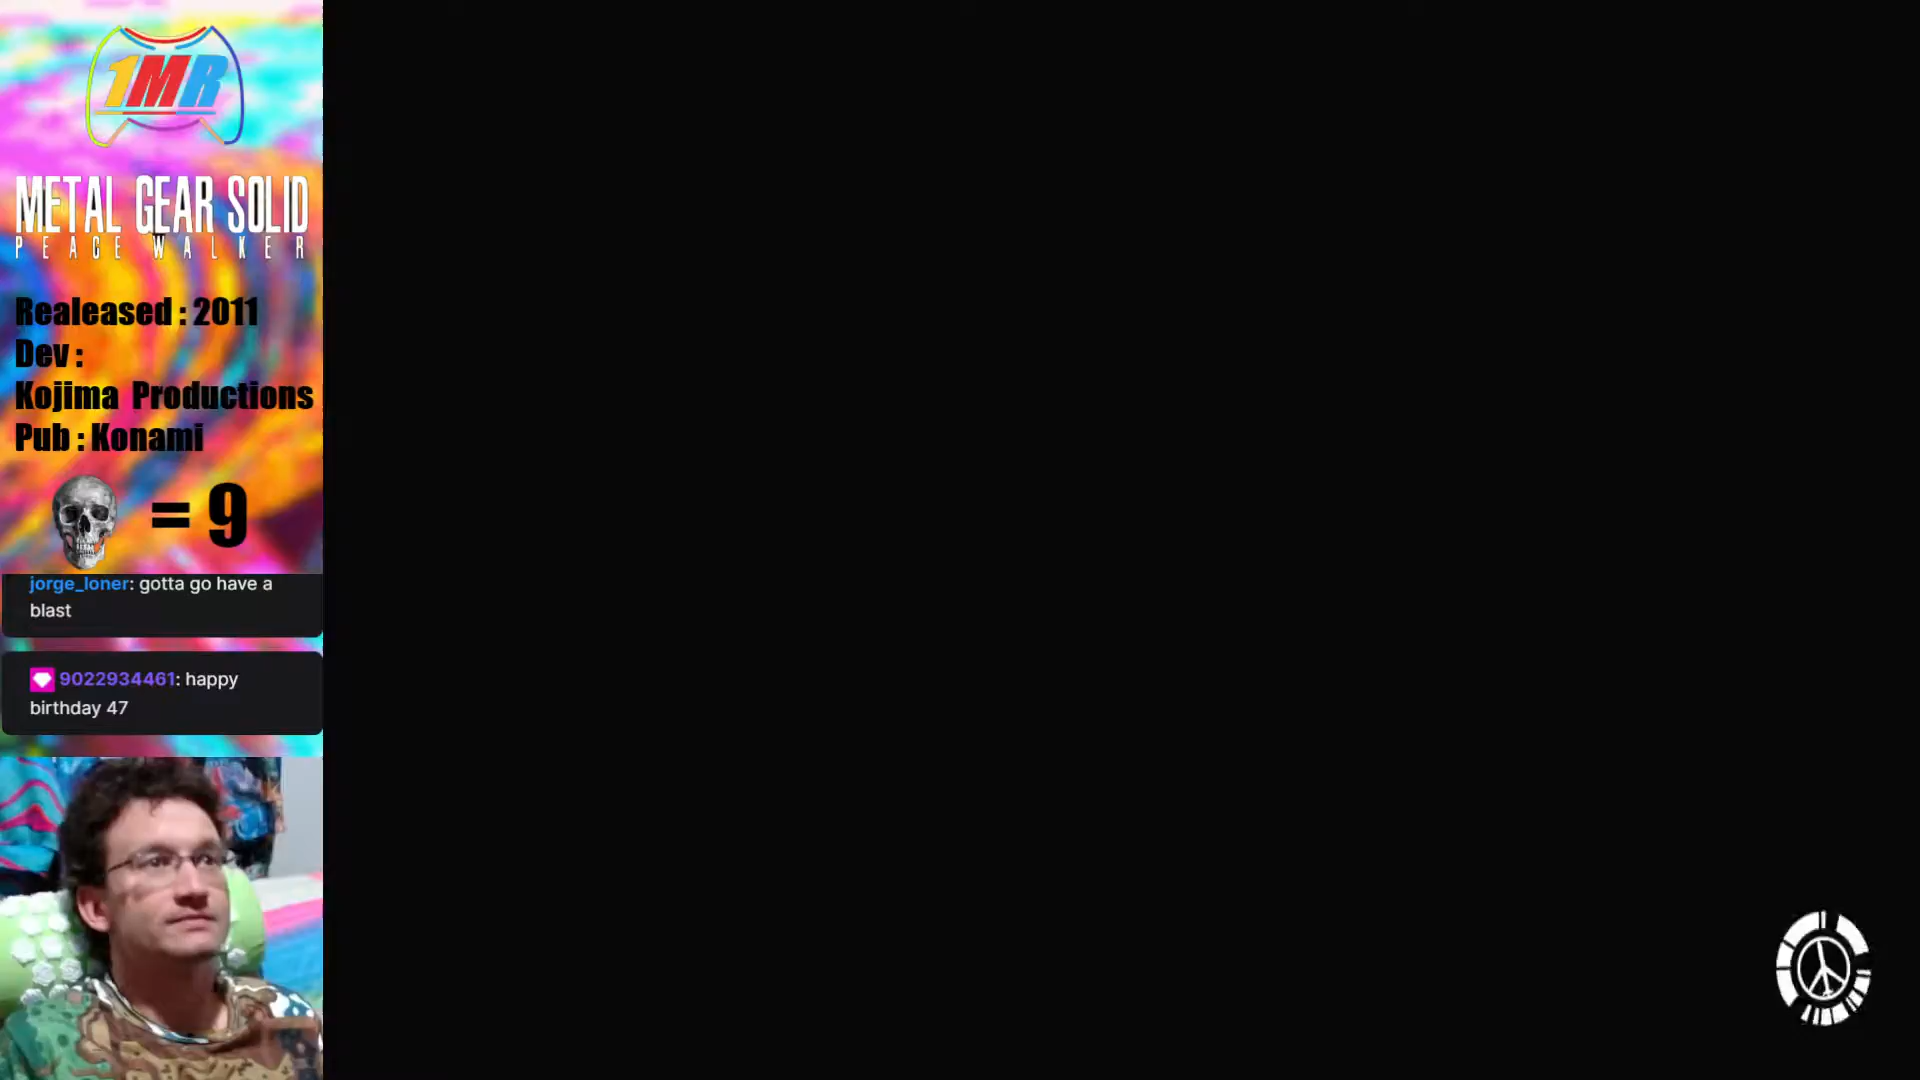 1MR
METAL GEAR SOLID
PEACE WALKER
Realeased : 2011
Dev :
Kojima Productions
Pub : Konami
= 9
jorge_loner: gotta go have a
blast
9022934461: happy
birthday 47